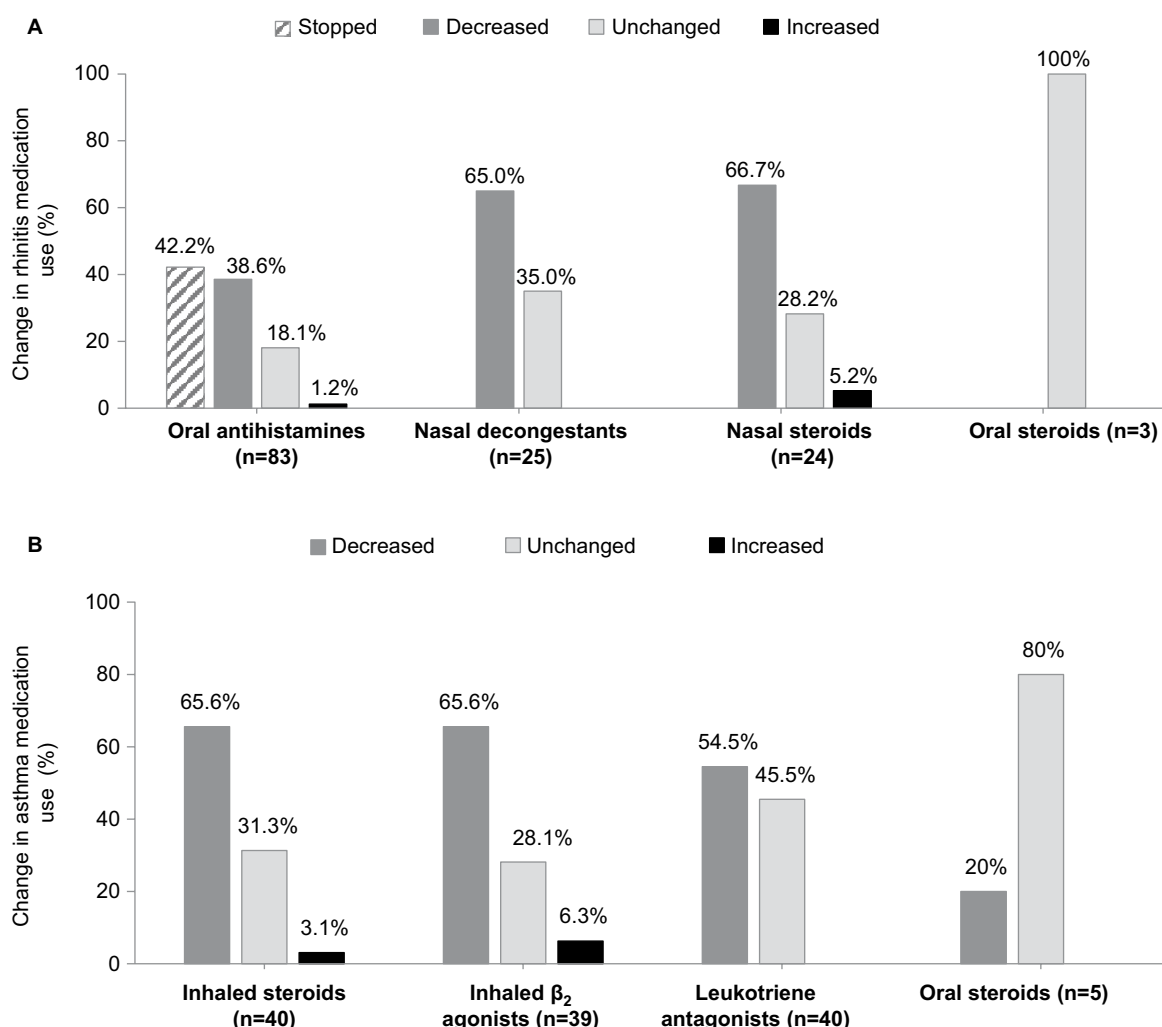 A
Stopped Decreased Unchanged Increased
Change in rhinitis medication
use (%)
100
80
60
40
20
0
42.2%
38.6%
18.1%
1.2%
65.0%
35.0%
66.7%
28.2%
5.2%
100%
Oral antihistamines
(n=83)
Nasal decongestants
(n=25)
Nasal steroids
(n=24)
Oral steroids (n=3)
B
Decreased Unchanged Increased
Change in asthma medication
use (%)
100
80
60
40
20
0
65.6%
31.3%
3.1%
65.6%
28.1%
6.3%
54.5%
45.5%
20%
80%
Inhaled steroids
(n=40)
Inhaled β₂
agonists (n=39)
Leukotriene
antagonists (n=40)
Oral steroids (n=5)